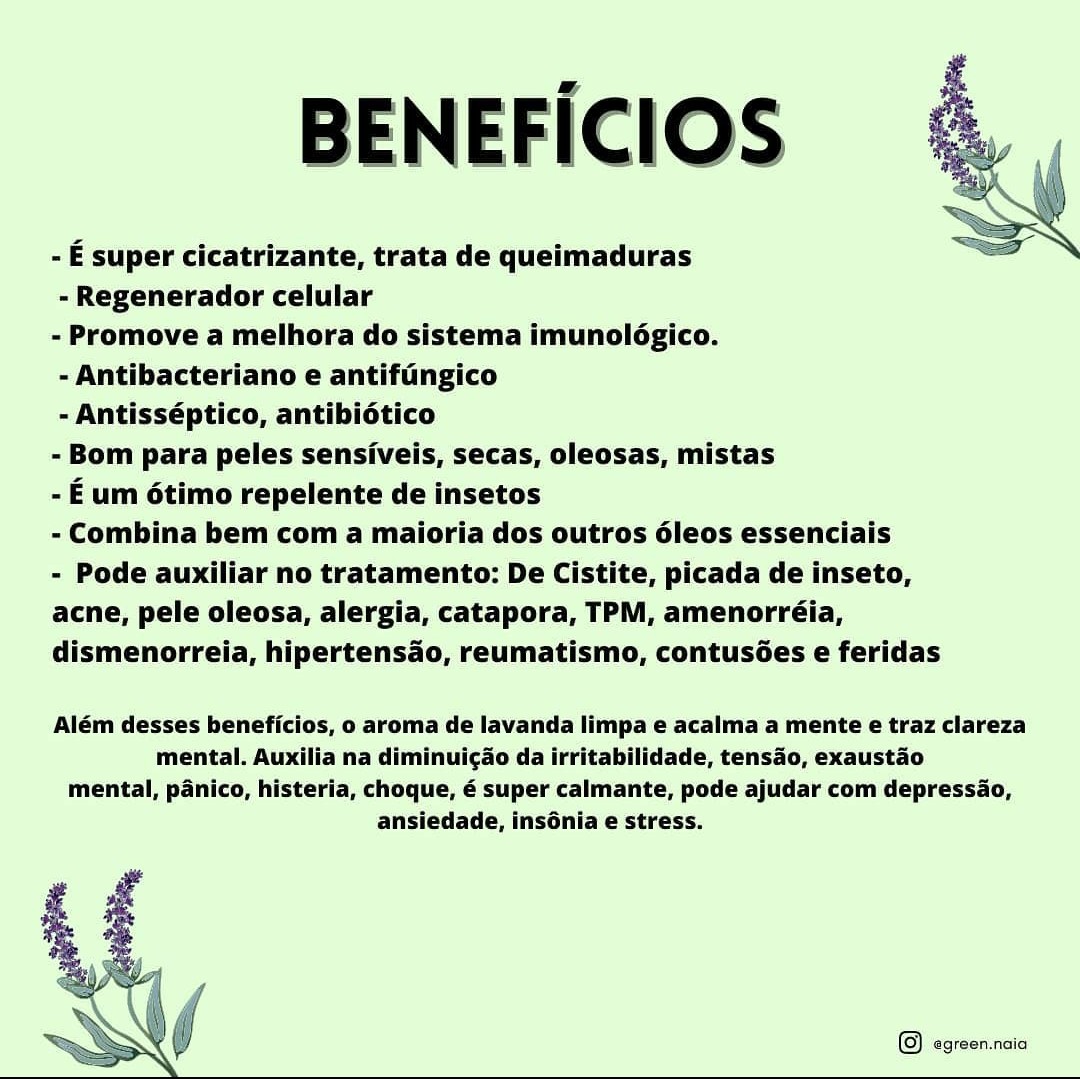 BENEFÍCIOS
- É super cicatrizante, trata de queimaduras
- Regenerador celular
- Promove a melhora do sistema imunológico.
- Antibacteriano e antifúngico
- Antisséptico, antibiótico
- Bom para peles sensíveis, secas, oleosas, mistas
- É um ótimo repelente de insetos
- Combina bem com a maioria dos outros óleos essenciais
- Pode auxiliar no tratamento: De Cistite, picada de inseto,
acne, pele oleosa, alergia, catapora, TPM, amenorréia,
dismenorreia, hipertensão, reumatismo, contusões e feridas
Além desses benefícios, o aroma de lavanda limpa e acalma a mente e traz clareza
mental. Auxilia na diminuição da irritabilidade, tensão, exaustão
mental, pânico, histeria, choque, é super calmante, pode ajudar com depressão,
ansiedade, insônia e stress.
@green.naia